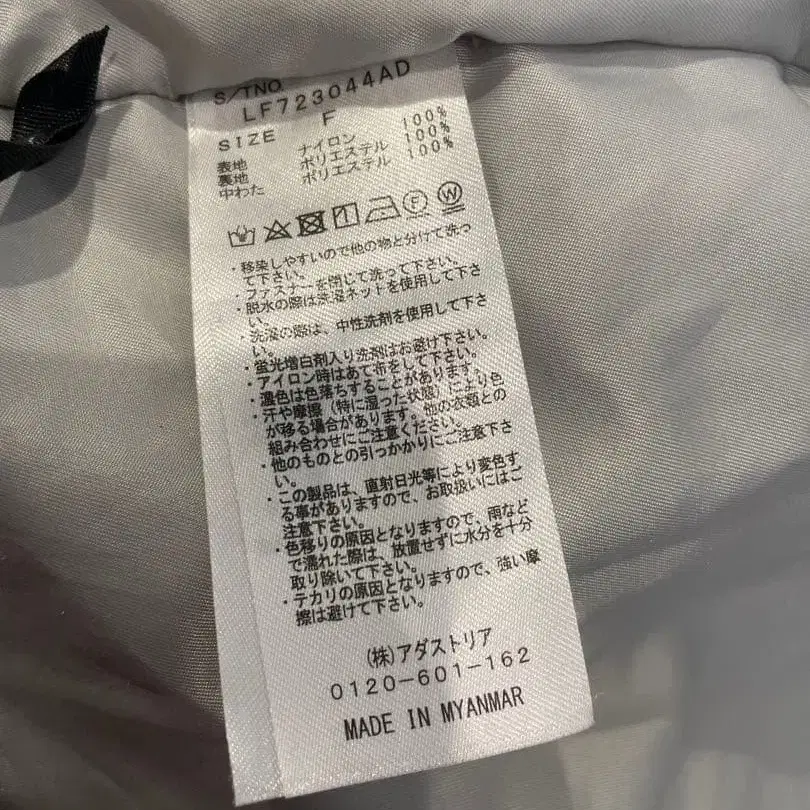 S/TNO.
LF723044AD
SIZE F
表地 ナイロン 100%
裏地 ポリエステル 100%
中わた ポリエステル 100%
・移染しやすいので他の物と分けて洗っ
て下さい。
・ファスナーを閉じて洗って下さい。
・脱水の際は洗濯ネットを使用して下さ
い。
・洗濯の際は、中性洗剤を使用して下さ
い。
・蛍光増白剤入り洗剤はお避け下さい。
・アイロン時はあて布をして下さい。
・濃色は色落ちすることがあります。
・汗や摩擦（特に湿った状態）により色
が移る場合があります。他の衣類との
組み合わせにご注意ください。
・他のものとの引っかかりにご注意下さ
い。
・この製品は、直射日光等により変色す
る事がありますので、お取扱いにはご
注意下さい。
・色移りの原因となりますので、雨など
で濡れた際は、放置せずに水分を十分
取り除いて下さい。
・テカリの原因となりますので、強い摩
擦は避けて下さい。
(株)アダストリア
0120-601-162
MADE IN MYANMAR